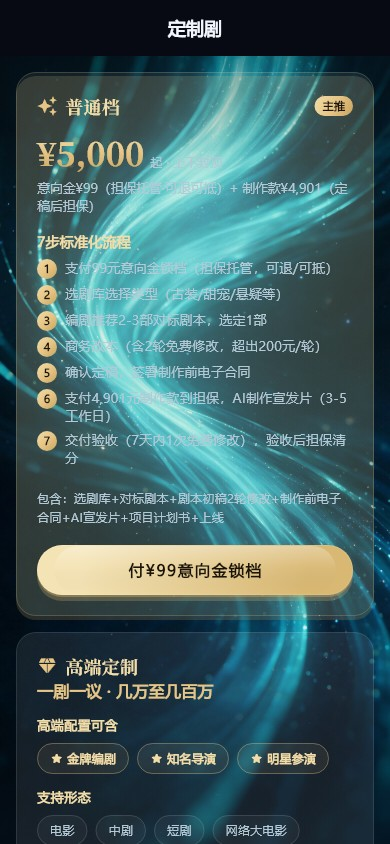 定制剧
普通档
主推
¥5,000 起
意向金¥99（担保托管·可退可抵）+ 制作款¥4,901（定
稿后担保）
7步标准化流程
1 支付99元意向金锁档（担保托管，可退/可抵）
2 选剧库选择模型（古装/甜宠/悬疑等）
3 编剧推荐2-3部对标剧本，选定1部
4 商务（含2轮免费修改，超出200元/轮）
5 确认定 签署制作前电子合同
6 支付4,901元 款到担保，AI制作宣发片（3-5
工作日）
7 交付验收（7天内1次免费修改），验收后担保清
分
包含：选剧库+对标剧本+剧本初稿2轮修改+制作前电子
合同+AI宣发片+项目计划书+上线
付¥99意向金锁档
高端定制
一剧一议 · 几万至几百万
高端配置可含
金牌编剧
知名导演
明星参演
支持形态
电影
中剧
短剧
网络大电影